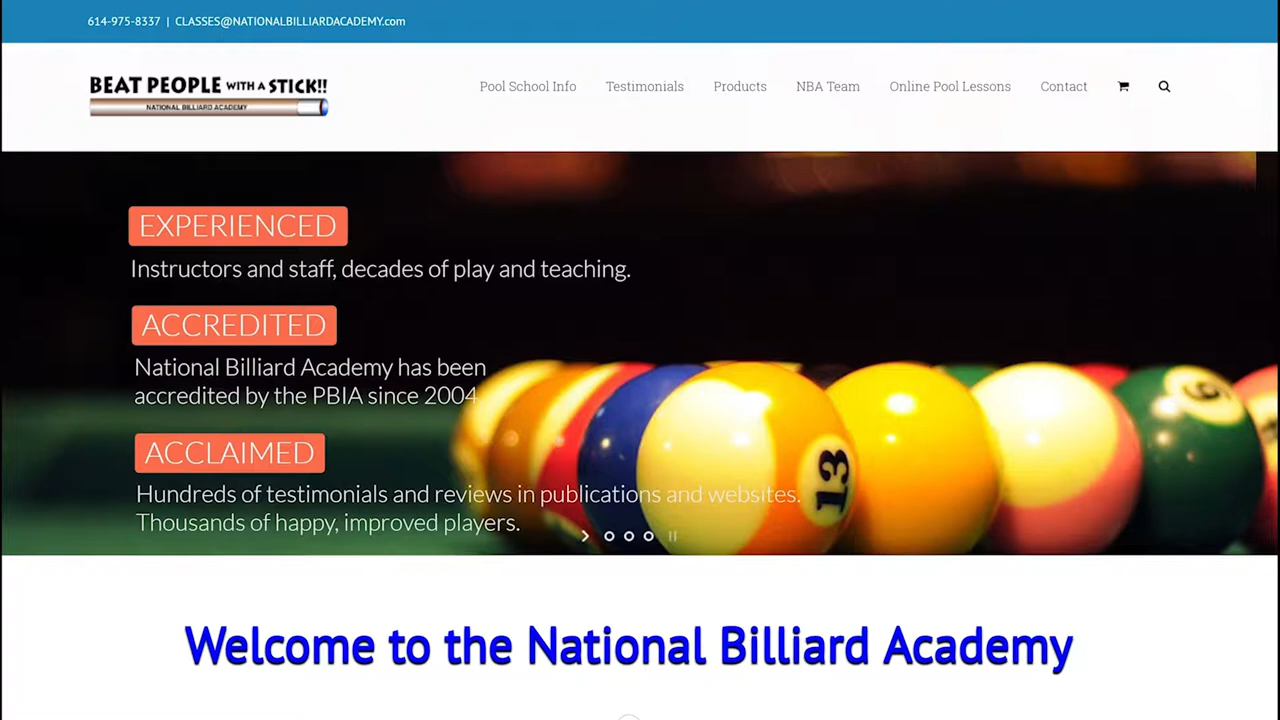 614-975-8337 | CLASSES@NATIONALBILLIARDACADEMY.com
BEAT PEOPLE WITH A STICK!!
NATIONAL BILLIARD ACADEMY
Pool School Info Testimonials Products NBA Team Online Pool Lessons Contact
EXPERIENCED
Instructors and staff, decades of play and teaching.
ACCREDITED
National Billiard Academy has been
accredited by the PBIA since 2004
ACCLAIMED
Hundreds of testimonials and reviews in publications and websites.
Thousands of happy, improved players.
13
6
Welcome to the National Billiard Academy